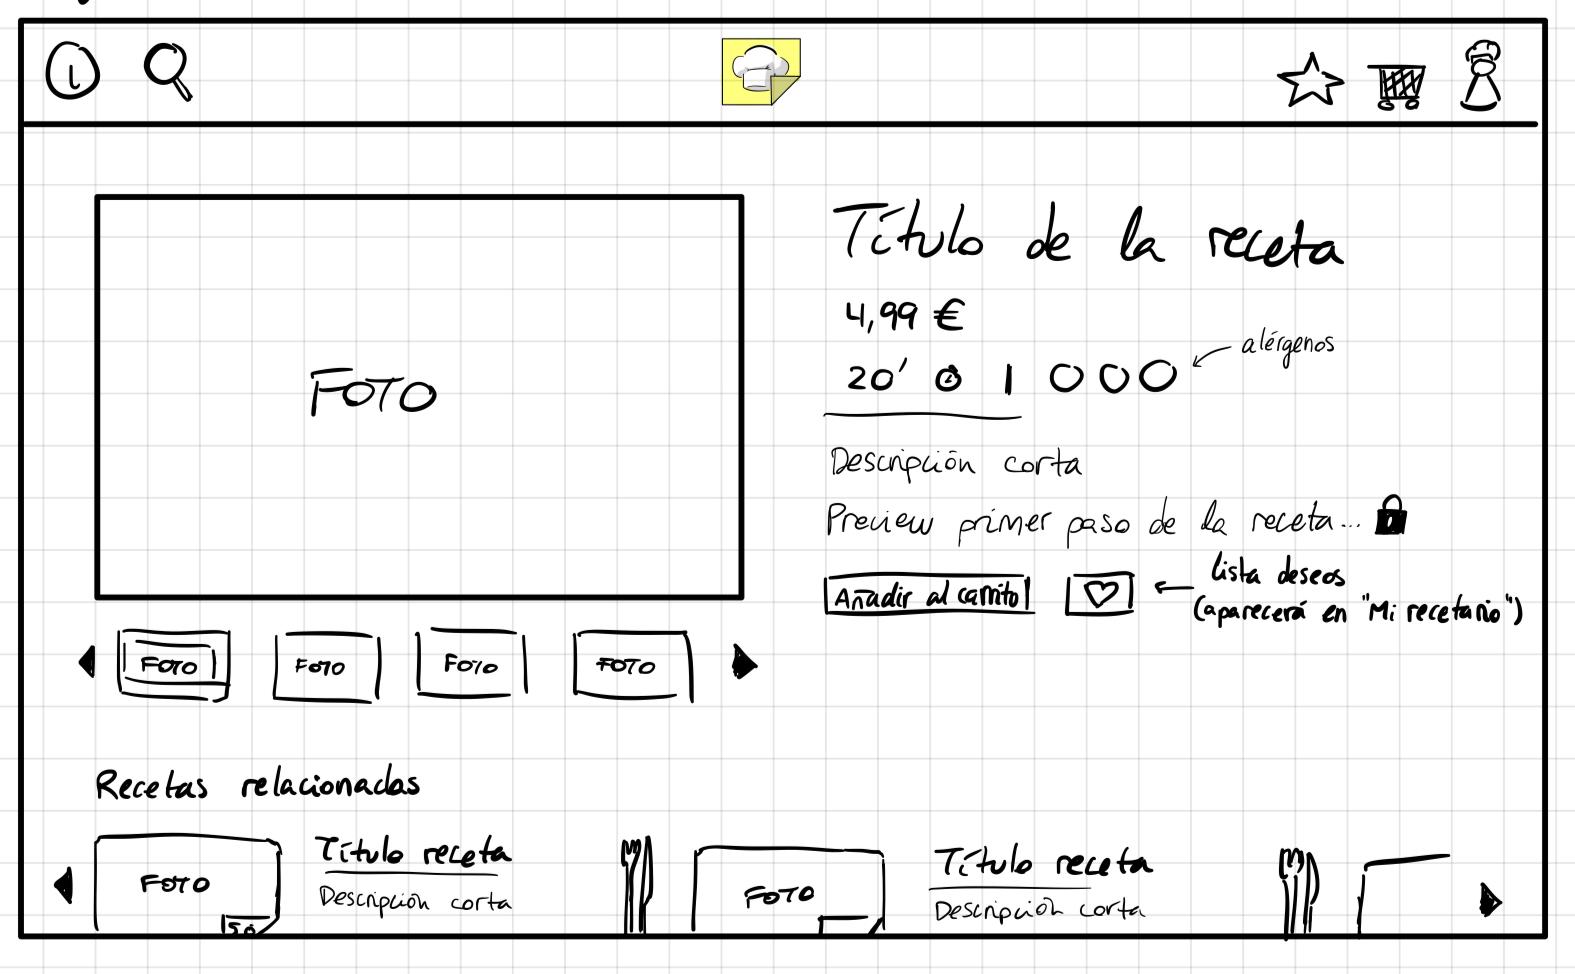 i
Título de la receta
4,99 €
20' | O O O
alérgenos
FOTO
Descripción corta
Preview primer paso de la receta...
Añadir al carrito
lista deseos
(aparecerá en "Mi recetario")
FOTO FOTO FOTO FOTO
Recetas relacionadas
FOTO
Título receta
Descripción corta
FOTO
Título receta
Descripción corta